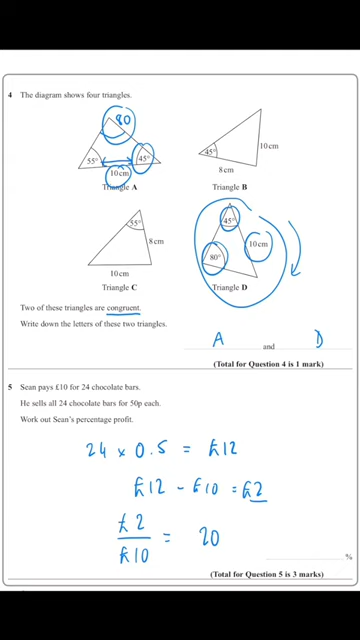 4 The diagram shows four triangles.
80
55°
45°
10 cm
Triangle A
45°
10 cm
8 cm
Triangle B
55°
8 cm
10 cm
Triangle C
45°
10 cm
80°
Triangle D
Two of these triangles are congruent.
Write down the letters of these two triangles.
A and D
(Total for Question 4 is 1 mark)
5 Sean pays £10 for 24 chocolate bars.
He sells all 24 chocolate bars for 50p each.
Work out Sean's percentage profit.
24 × 0.5 = £12
£12 - £10 = £2
£2
£10
= 20
%
(Total for Question 5 is 3 marks)